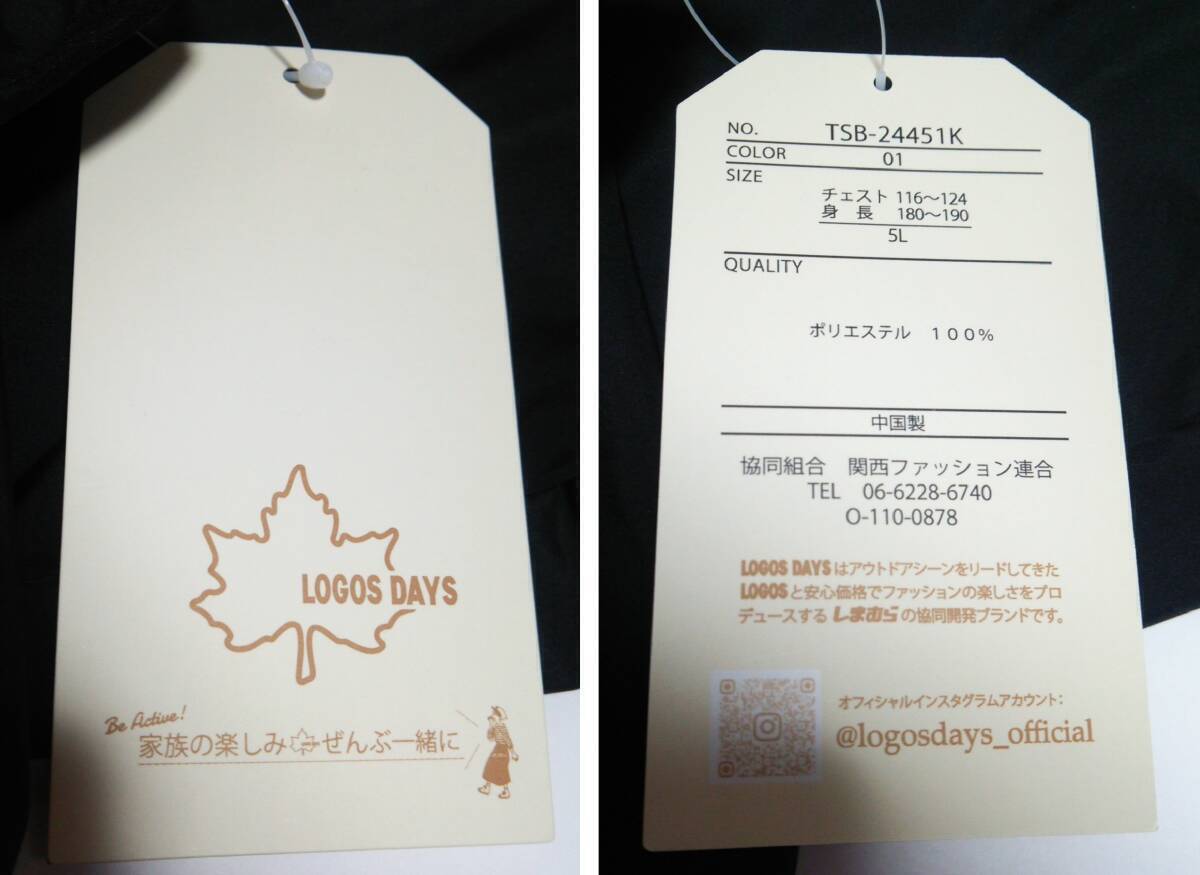 LOGOS DAYS
Be Active!
家族の楽しみ ぜんぶ一緒に
NO. TSB-24451K
COLOR 01
SIZE
チェスト 116～124
身 長 180～190
5L
QUALITY
ポリエステル １００％
中国製
協同組合 関西ファッション連合
TEL 06-6228-6740
O-110-0878
LOGOS DAYSはアウトドアシーンをリードしてきた
LOGOSと安心価格でファッションの楽しさをプロ
デュースするしまむらの協同開発ブランドです。
オフィシャルインスタグラムアカウント：
@logosdays_official